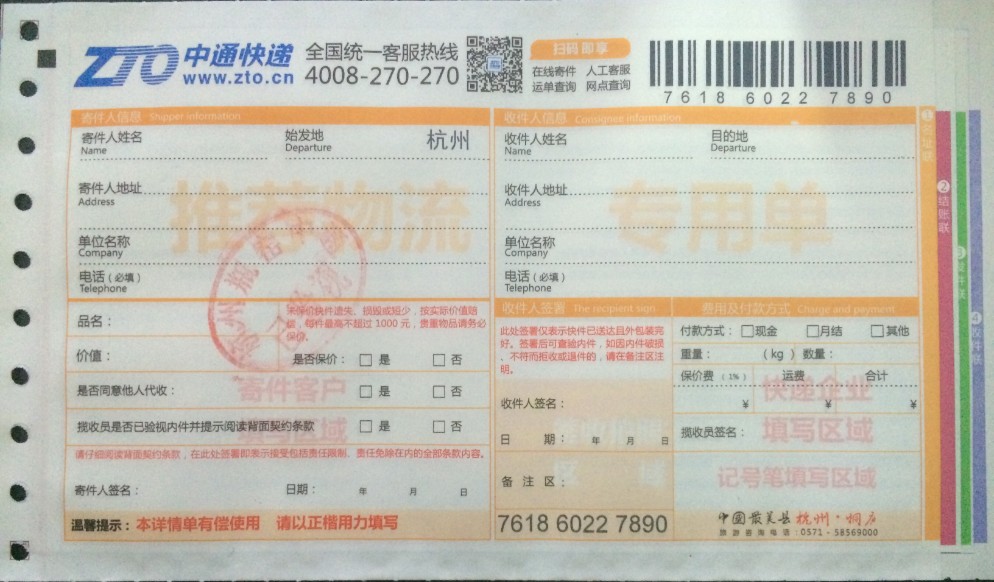 ZTO 中通快递
www.zto.cn
全国统一客服热线
4008-270-270
扫码 即享
在线寄件 人工客服
运单查询 网点查询
7618 6022 7890
寄件人信息 Shipper information
寄件人姓名
Name
始发地
Departure
杭州
寄件人地址
Address
单位名称
Company
电话（必填）
Telephone
收件人信息 Consignee information
收件人姓名
Name
目的地
Departure
收件人地址
Address
单位名称
Company
电话（必填）
Telephone
推荐物流
专用单
品名：
未保价快件遗失、损毁或短少，按实际价值赔
偿，每件最高不超过 1000 元，贵重物品请务必
保价。
价值：
是否保价： 是 否
寄件客户
是否同意他人代收： 是 否
填写区域
揽收员是否已验视内件并提示阅读背面契约条款 是 否
请仔细阅读背面契约条款，在此处签署即表示接受包括责任限制、责任免除在内的全部条款内容。
寄件人签名： 日期： 年 月 日
温馨提示：本详情单有偿使用 请以正楷用力填写
收件人签署 The recipient sign
此处签署仅表示快件已送达且外包装完
好。签署后可查验内件，如因内件破损
、不符而拒收或退件的，请在备注区注
明。
收件人签名：
日 期： 年 月 日
备 注 区：
7618 6022 7890
费用及付款方式 Charge and payment
付款方式： 现金 月结 其他
重量： （kg） 数量：
保价费（1%） 运费 合计
¥ ¥ ¥
快递企业
填写区域
揽收员签名：
记号笔填写区域
中国最美县 杭州·桐庐
旅游咨询电话：0571-58569000
① 名址联
② 结账联
③
④ 收件联